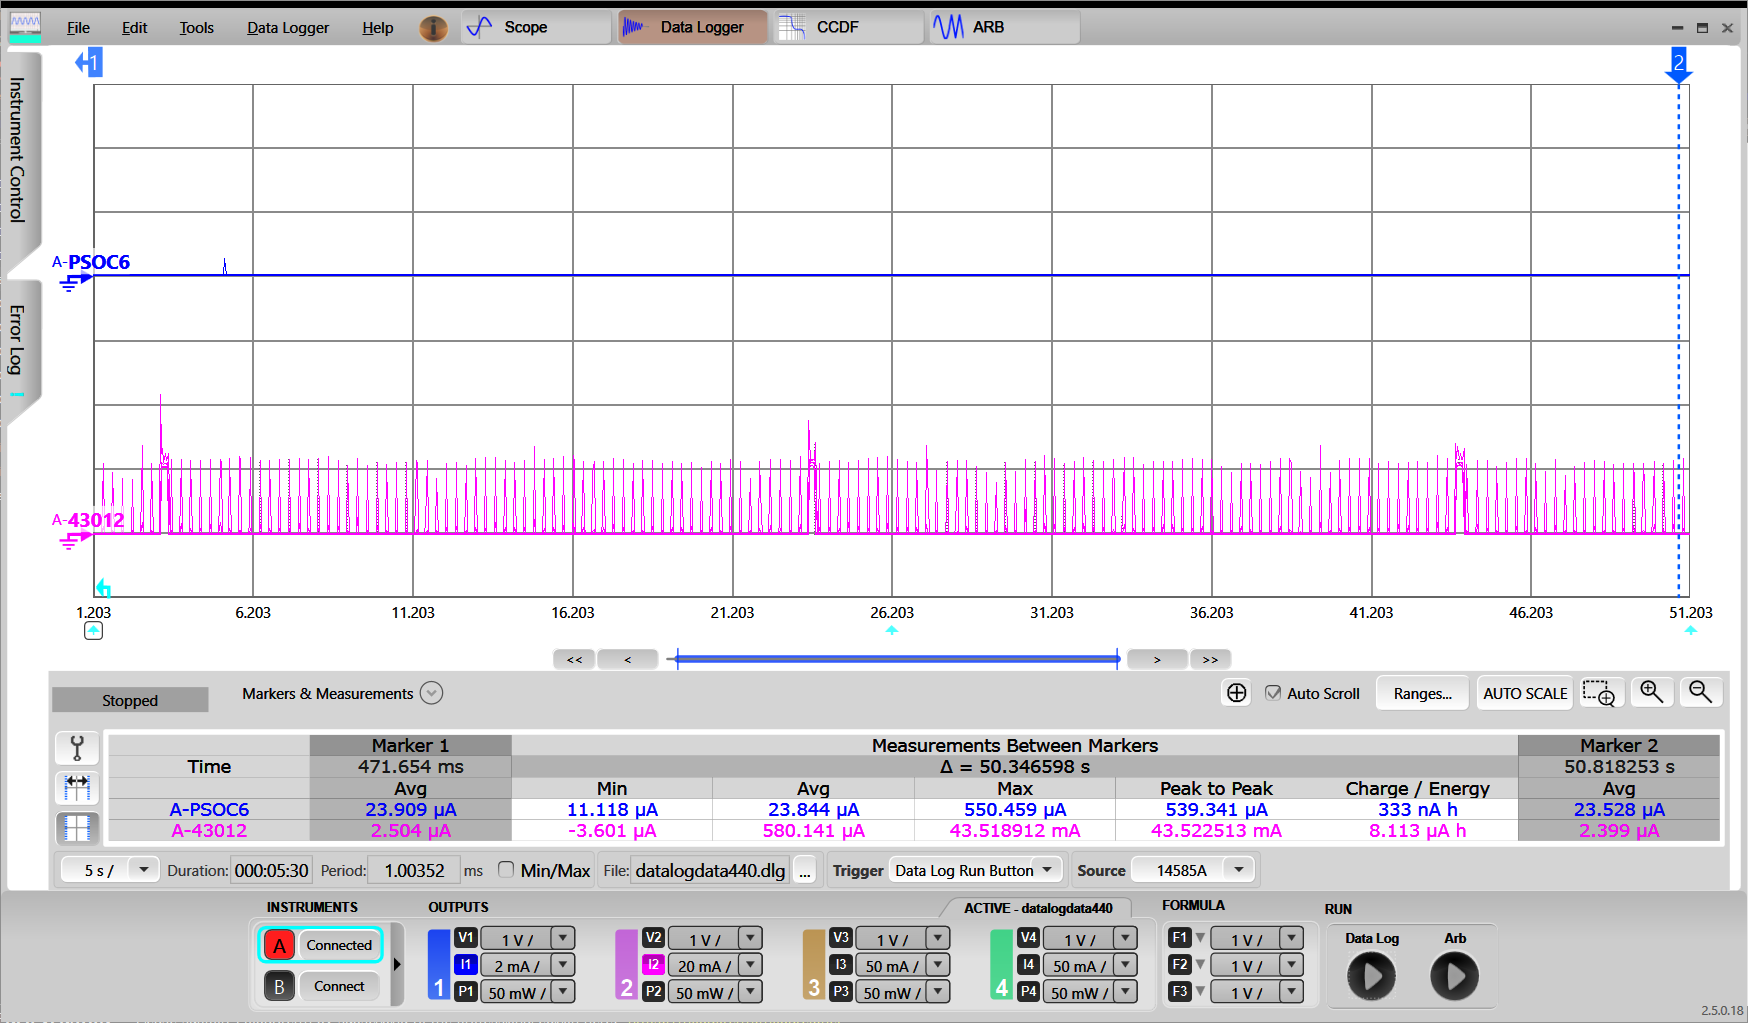 File Edit Tools Data Logger Help Scope Data Logger CCDF ARB
Instrument Control
Error Log
1
2
A-PSOC6
A-43012
1.203 6.203 11.203 16.203 21.203 26.203 31.203 36.203 41.203 46.203 51.203
<< < > >>
Stopped Markers & Measurements Auto Scroll Ranges... AUTO SCALE
Marker 1 Measurements Between Markers Marker 2
Time 471.654 ms Δ = 50.346598 s 50.818253 s
Avg Min Avg Max Peak to Peak Charge / Energy Avg
A-PSOC6 23.909 µA 11.118 µA 23.844 µA 550.459 µA 539.341 µA 333 nA h 23.528 µA
A-43012 2.504 µA -3.601 µA 580.141 µA 43.518912 mA 43.522513 mA 8.113 µA h 2.399 µA
5 s / Duration: 000:05:30 Period: 1.00352 ms Min/Max File: datalogdata440.dlg ... Trigger Data Log Run Button Source 14585A
INSTRUMENTS OUTPUTS ACTIVE - datalogdata440 FORMULA RUN
A Connected
B Connect
1
V1 1 V /
I1 2 mA /
P1 50 mW /
2
V2 1 V /
I2 20 mA /
P2 50 mW /
3
V3 1 V /
I3 50 mA /
P3 50 mW /
4
V4 1 V /
I4 50 mA /
P4 50 mW /
F1 1 V /
F2 1 V /
F3 1 V /
Data Log Arb
2.5.0.18